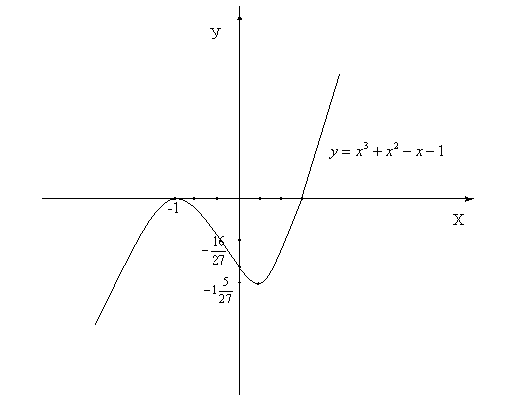 y
y = x³ + x² − x − 1
-1
x
−16/27
−1 5/27